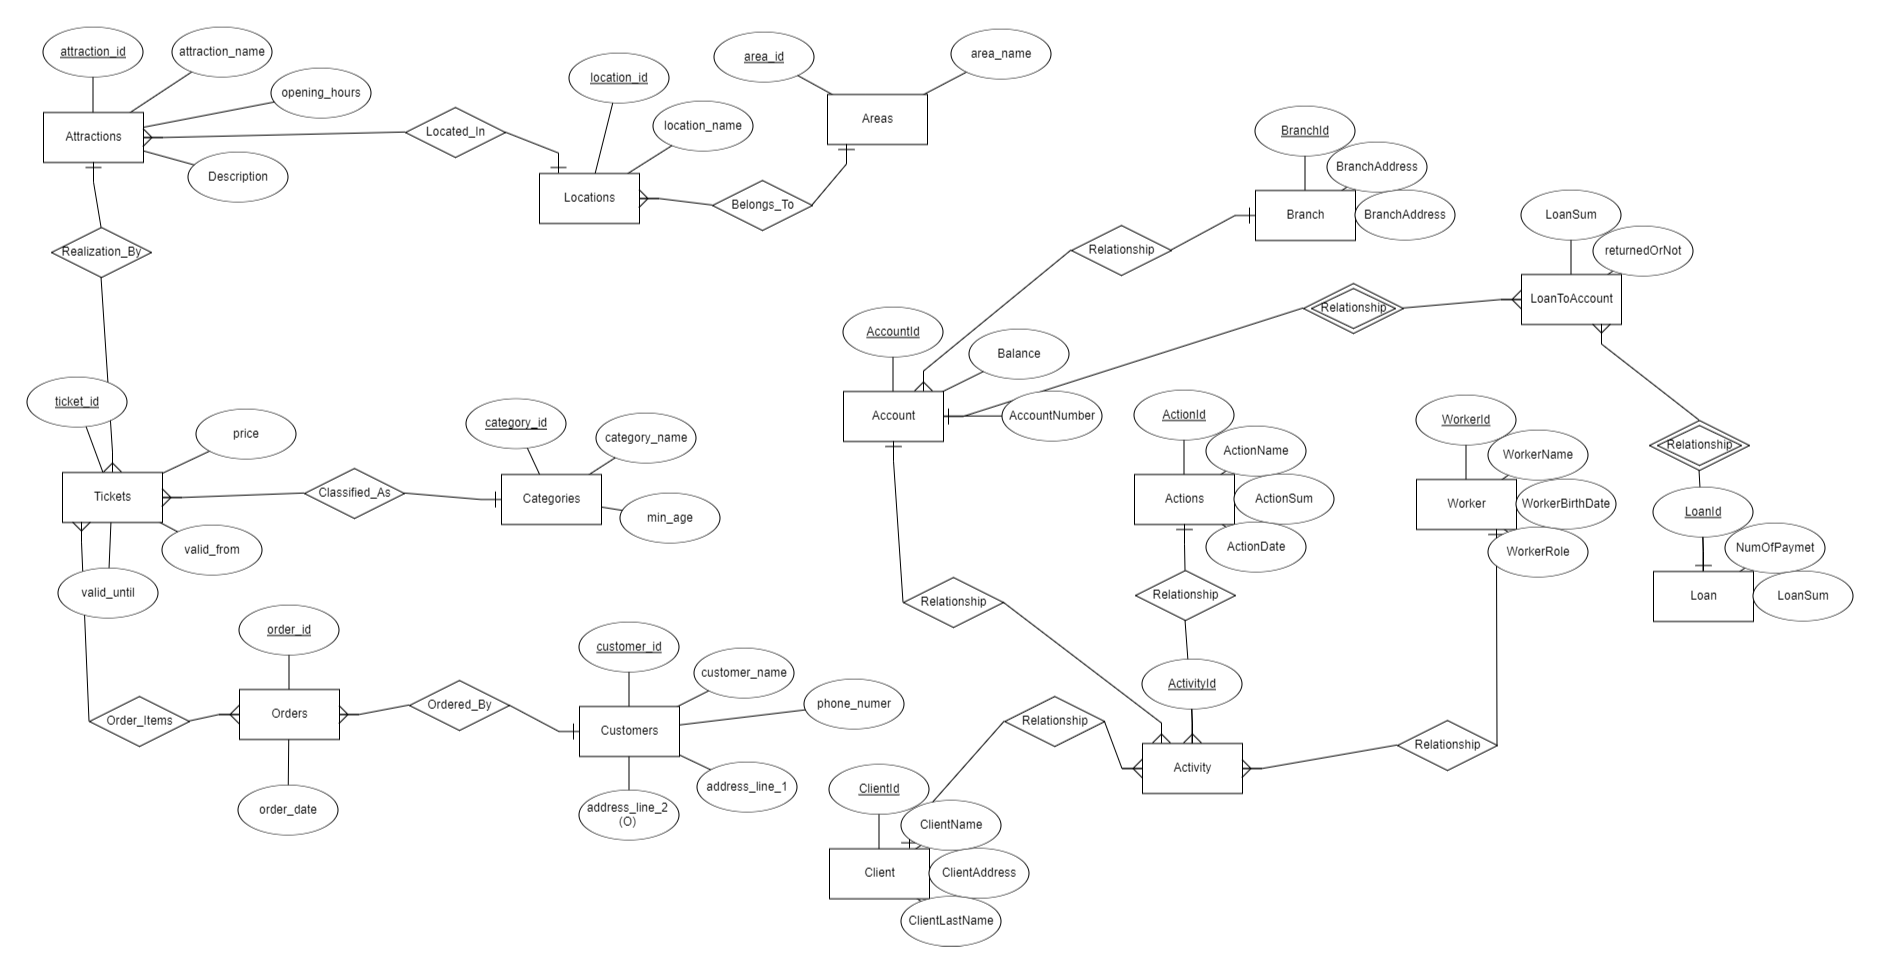 attraction_id
attraction_name
opening_hours
Attractions
Description
Located_In
location_id
location_name
Locations
area_id
area_name
Areas
Belongs_To
Realization_By
ticket_id
price
Tickets
valid_from
valid_until
Classified_As
category_id
category_name
Categories
min_age
order_id
Orders
order_date
Order_Items
Ordered_By
customer_id
customer_name
phone_numer
Customers
address_line_1
address_line_2
(O)
BranchId
BranchAddress
Branch
BranchAddress
Relationship
LoanSum
returnedOrNot
LoanToAccount
Relationship
AccountId
Balance
Account
AccountNumber
ActionId
ActionName
Actions
ActionSum
ActionDate
WorkerId
WorkerName
Worker
WorkerBirthDate
WorkerRole
Relationship
LoanId
NumOfPaymet
Loan
LoanSum
Relationship
Relationship
ActivityId
Relationship
Relationship
Activity
ClientId
ClientName
Client
ClientAddress
ClientLastName